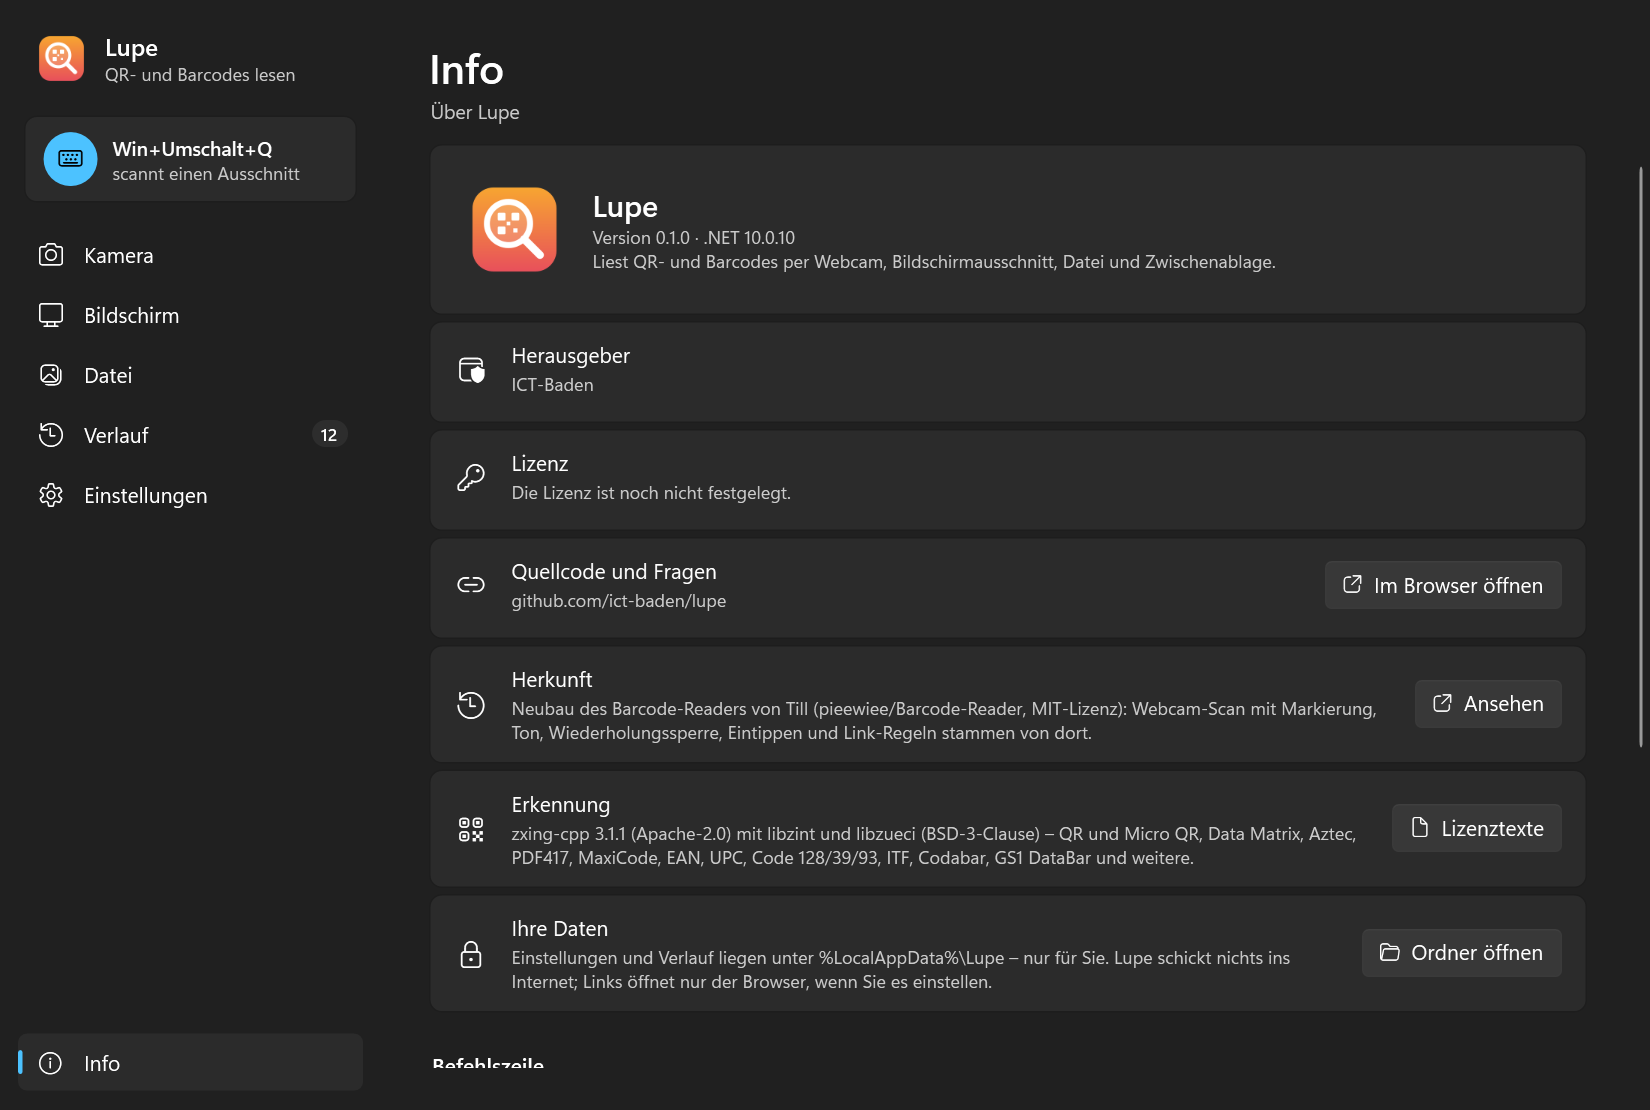 Lupe
QR- und Barcodes lesen
Win+Umschalt+Q
scannt einen Ausschnitt
Kamera
Bildschirm
Datei
Verlauf
12
Einstellungen
Info
Info
Über Lupe
Lupe
Version 0.1.0 · .NET 10.0.10
Liest QR- und Barcodes per Webcam, Bildschirmausschnitt, Datei und Zwischenablage.
Herausgeber
ICT-Baden
Lizenz
Die Lizenz ist noch nicht festgelegt.
Quellcode und Fragen
github.com/ict-baden/lupe
Im Browser öffnen
Herkunft
Neubau des Barcode-Readers von Till (pieewiee/Barcode-Reader, MIT-Lizenz): Webcam-Scan mit Markierung,
Ton, Wiederholungssperre, Eintippen und Link-Regeln stammen von dort.
Ansehen
Erkennung
zxing-cpp 3.1.1 (Apache-2.0) mit libzint und libzueci (BSD-3-Clause) – QR und Micro QR, Data Matrix, Aztec,
PDF417, MaxiCode, EAN, UPC, Code 128/39/93, ITF, Codabar, GS1 DataBar und weitere.
Lizenztexte
Ihre Daten
Einstellungen und Verlauf liegen unter %LocalAppData%\Lupe – nur für Sie. Lupe schickt nichts ins
Internet; Links öffnet nur der Browser, wenn Sie es einstellen.
Ordner öffnen
Befehlszeile